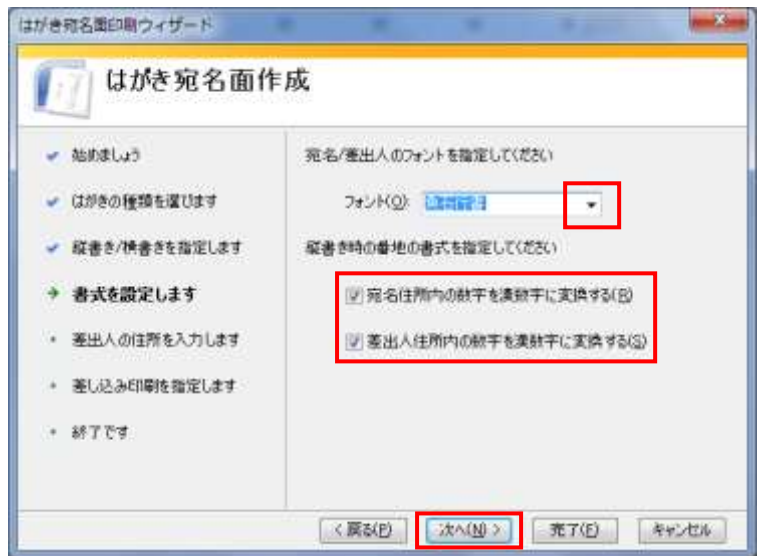 はがき宛名面印刷ウィザード
はがき宛名面作成
始めましょう
はがきの種類を選びます
縦書き/横書きを指定します
書式を設定します
差出人の住所を入力します
差し込み印刷を指定します
終了です
宛名/差出人のフォントを指定してください
フォント(O):
縦書き時の番地の書式を指定してください
宛名住所内の数字を漢数字に変換する(R)
差出人住所内の数字を漢数字に変換する(S)
< 戻る(P)
次へ(N) >
完了(F)
キャンセル